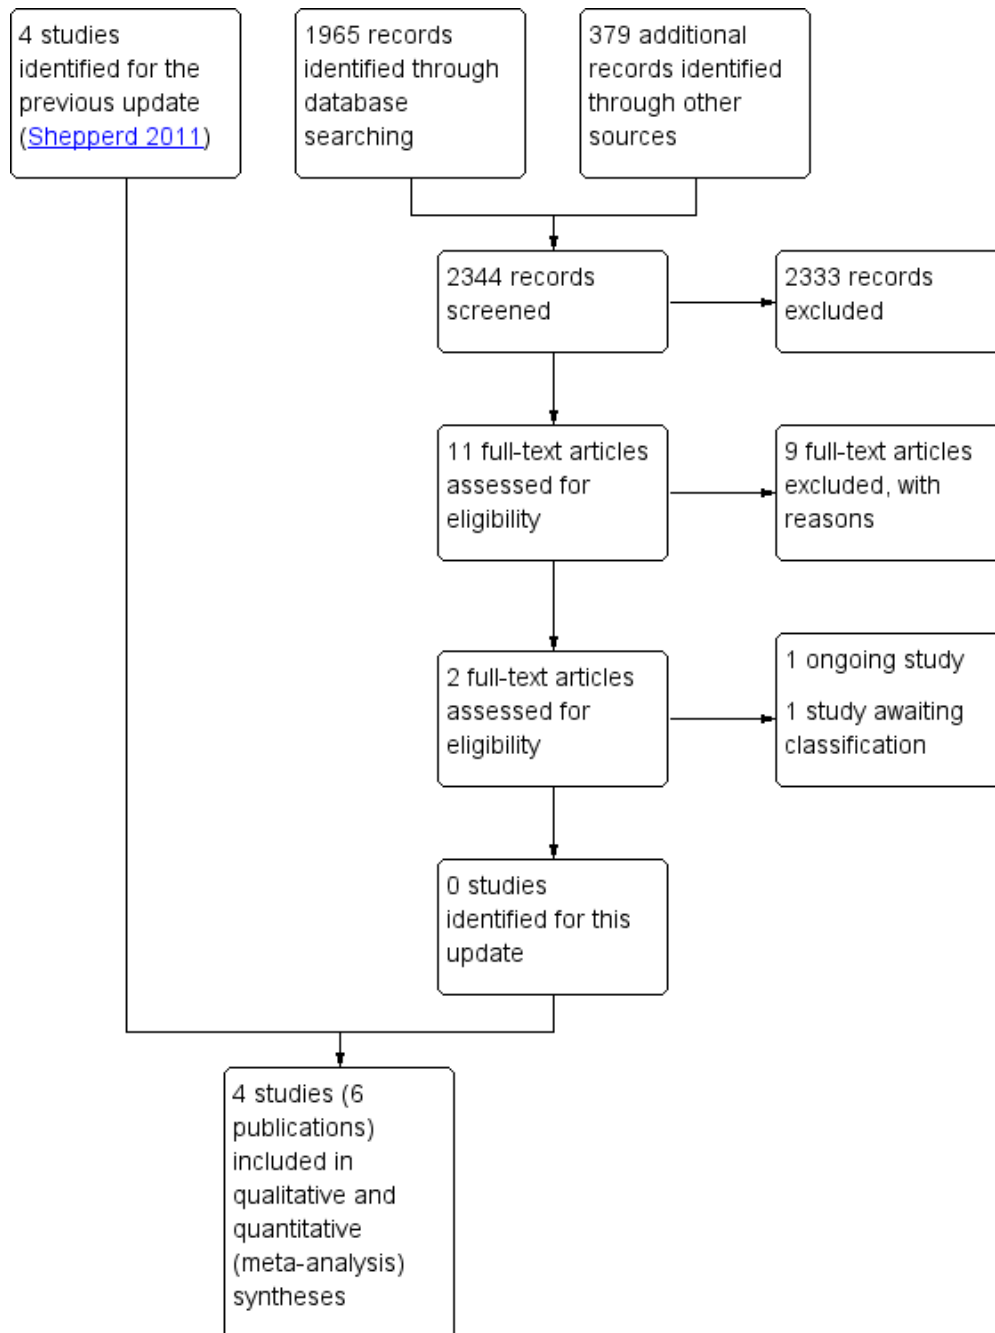 4 studies
identified for the
previous update
(Shepperd 2011)
1965 records
identified through
database
searching
379 additional
records identified
through other
sources
2344 records
screened
2333 records
excluded
11 full-text articles
assessed for
eligibility
9 full-text articles
excluded, with
reasons
2 full-text articles
assessed for
eligibility
1 ongoing study
1 study awaiting
classification
0 studies
identified for this
update
4 studies (6
publications)
included in
qualitative and
quantitative
(meta-analysis)
syntheses